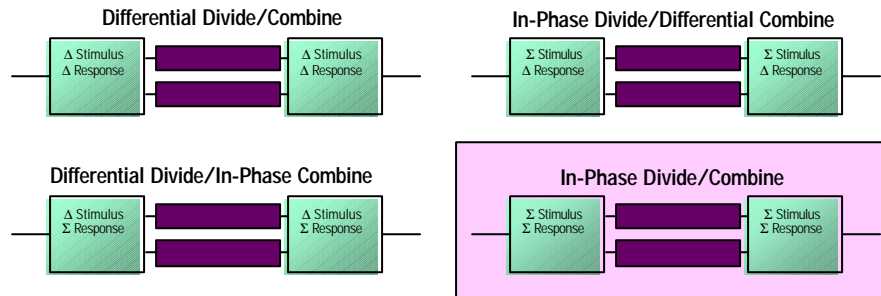 Differential Divide/Combine
Δ Stimulus
Δ Response
Δ Stimulus
Δ Response
In-Phase Divide/Differential Combine
Σ Stimulus
Δ Response
Σ Stimulus
Δ Response
Differential Divide/In-Phase Combine
Δ Stimulus
Σ Response
Δ Stimulus
Σ Response
In-Phase Divide/Combine
Σ Stimulus
Σ Response
Σ Stimulus
Σ Response